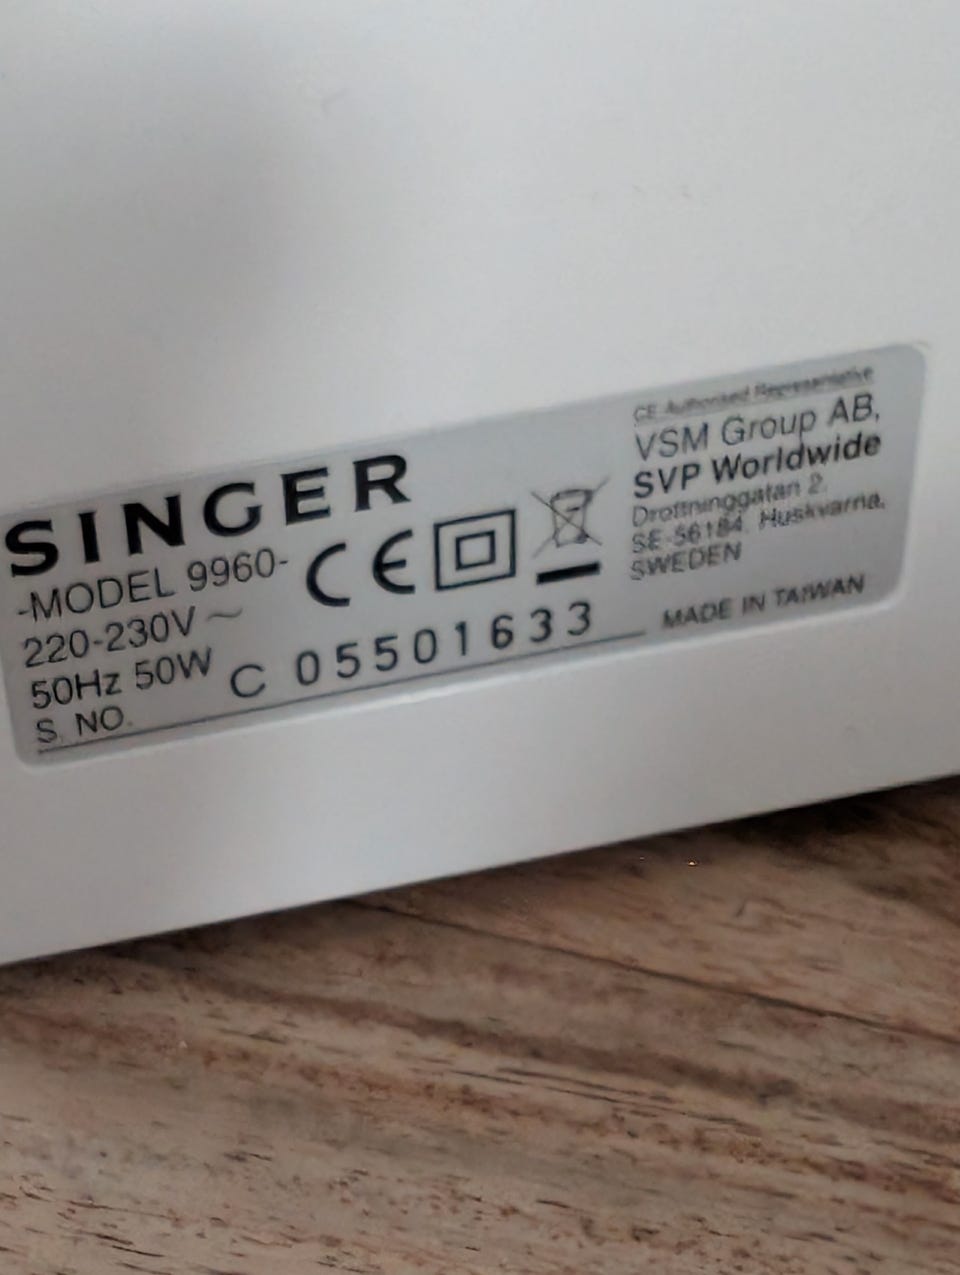 SINGER
-MODEL 9960-
220-230V ~
50Hz 50W
S. NO.
C 05501633
CE
CE Authorised Representative
VSM Group AB,
SVP Worldwide
Drottninggatan 2,
SE-56184, Huskvarna,
SWEDEN
MADE IN TAIWAN